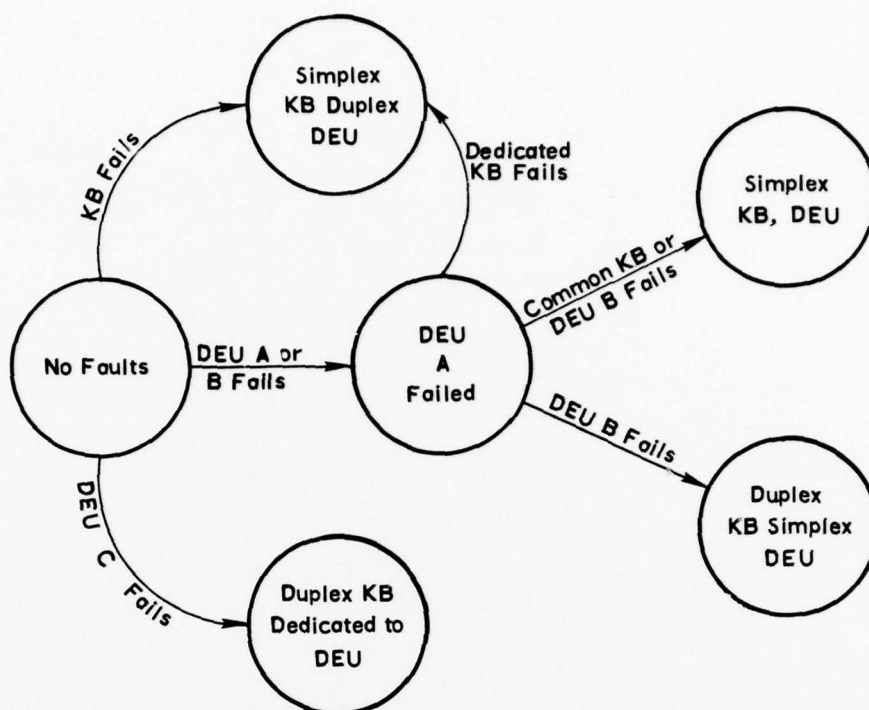 Simplex
KB Duplex
DEU
KB Fails
Dedicated
KB Fails
Simplex
KB, DEU
Common KB or
DEU B Fails
No Faults
DEU A or
B Fails
DEU
A
Failed
DEU B Fails
Duplex
KB Simplex
DEU
DEU C Fails
Duplex KB
Dedicated to
DEU